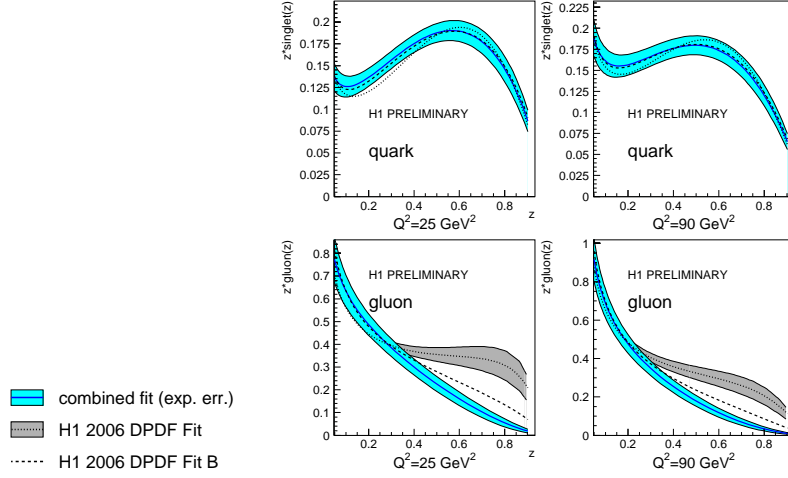 z*singlet(z)
0.2
0.175
0.15
0.125
0.1
0.075
0.05
0.025
0
H1 PRELIMINARY
quark
0.2 0.4 0.6 0.8
Q²=25 GeV²
z
z*singlet(z)
0.225
0.2
0.175
0.15
0.125
0.1
0.075
0.05
0.025
0
H1 PRELIMINARY
quark
0.2 0.4 0.6 0.8
Q²=90 GeV²
z*gluon(z)
0.8
0.7
0.6
0.5
0.4
0.3
0.2
0.1
0
H1 PRELIMINARY
gluon
0.2 0.4 0.6 0.8
Q²=25 GeV²
z
z*gluon(z)
1
0.8
0.6
0.4
0.2
0
H1 PRELIMINARY
gluon
0.2 0.4 0.6 0.8
Q²=90 GeV²
combined fit (exp. err.)
H1 2006 DPDF Fit
H1 2006 DPDF Fit B